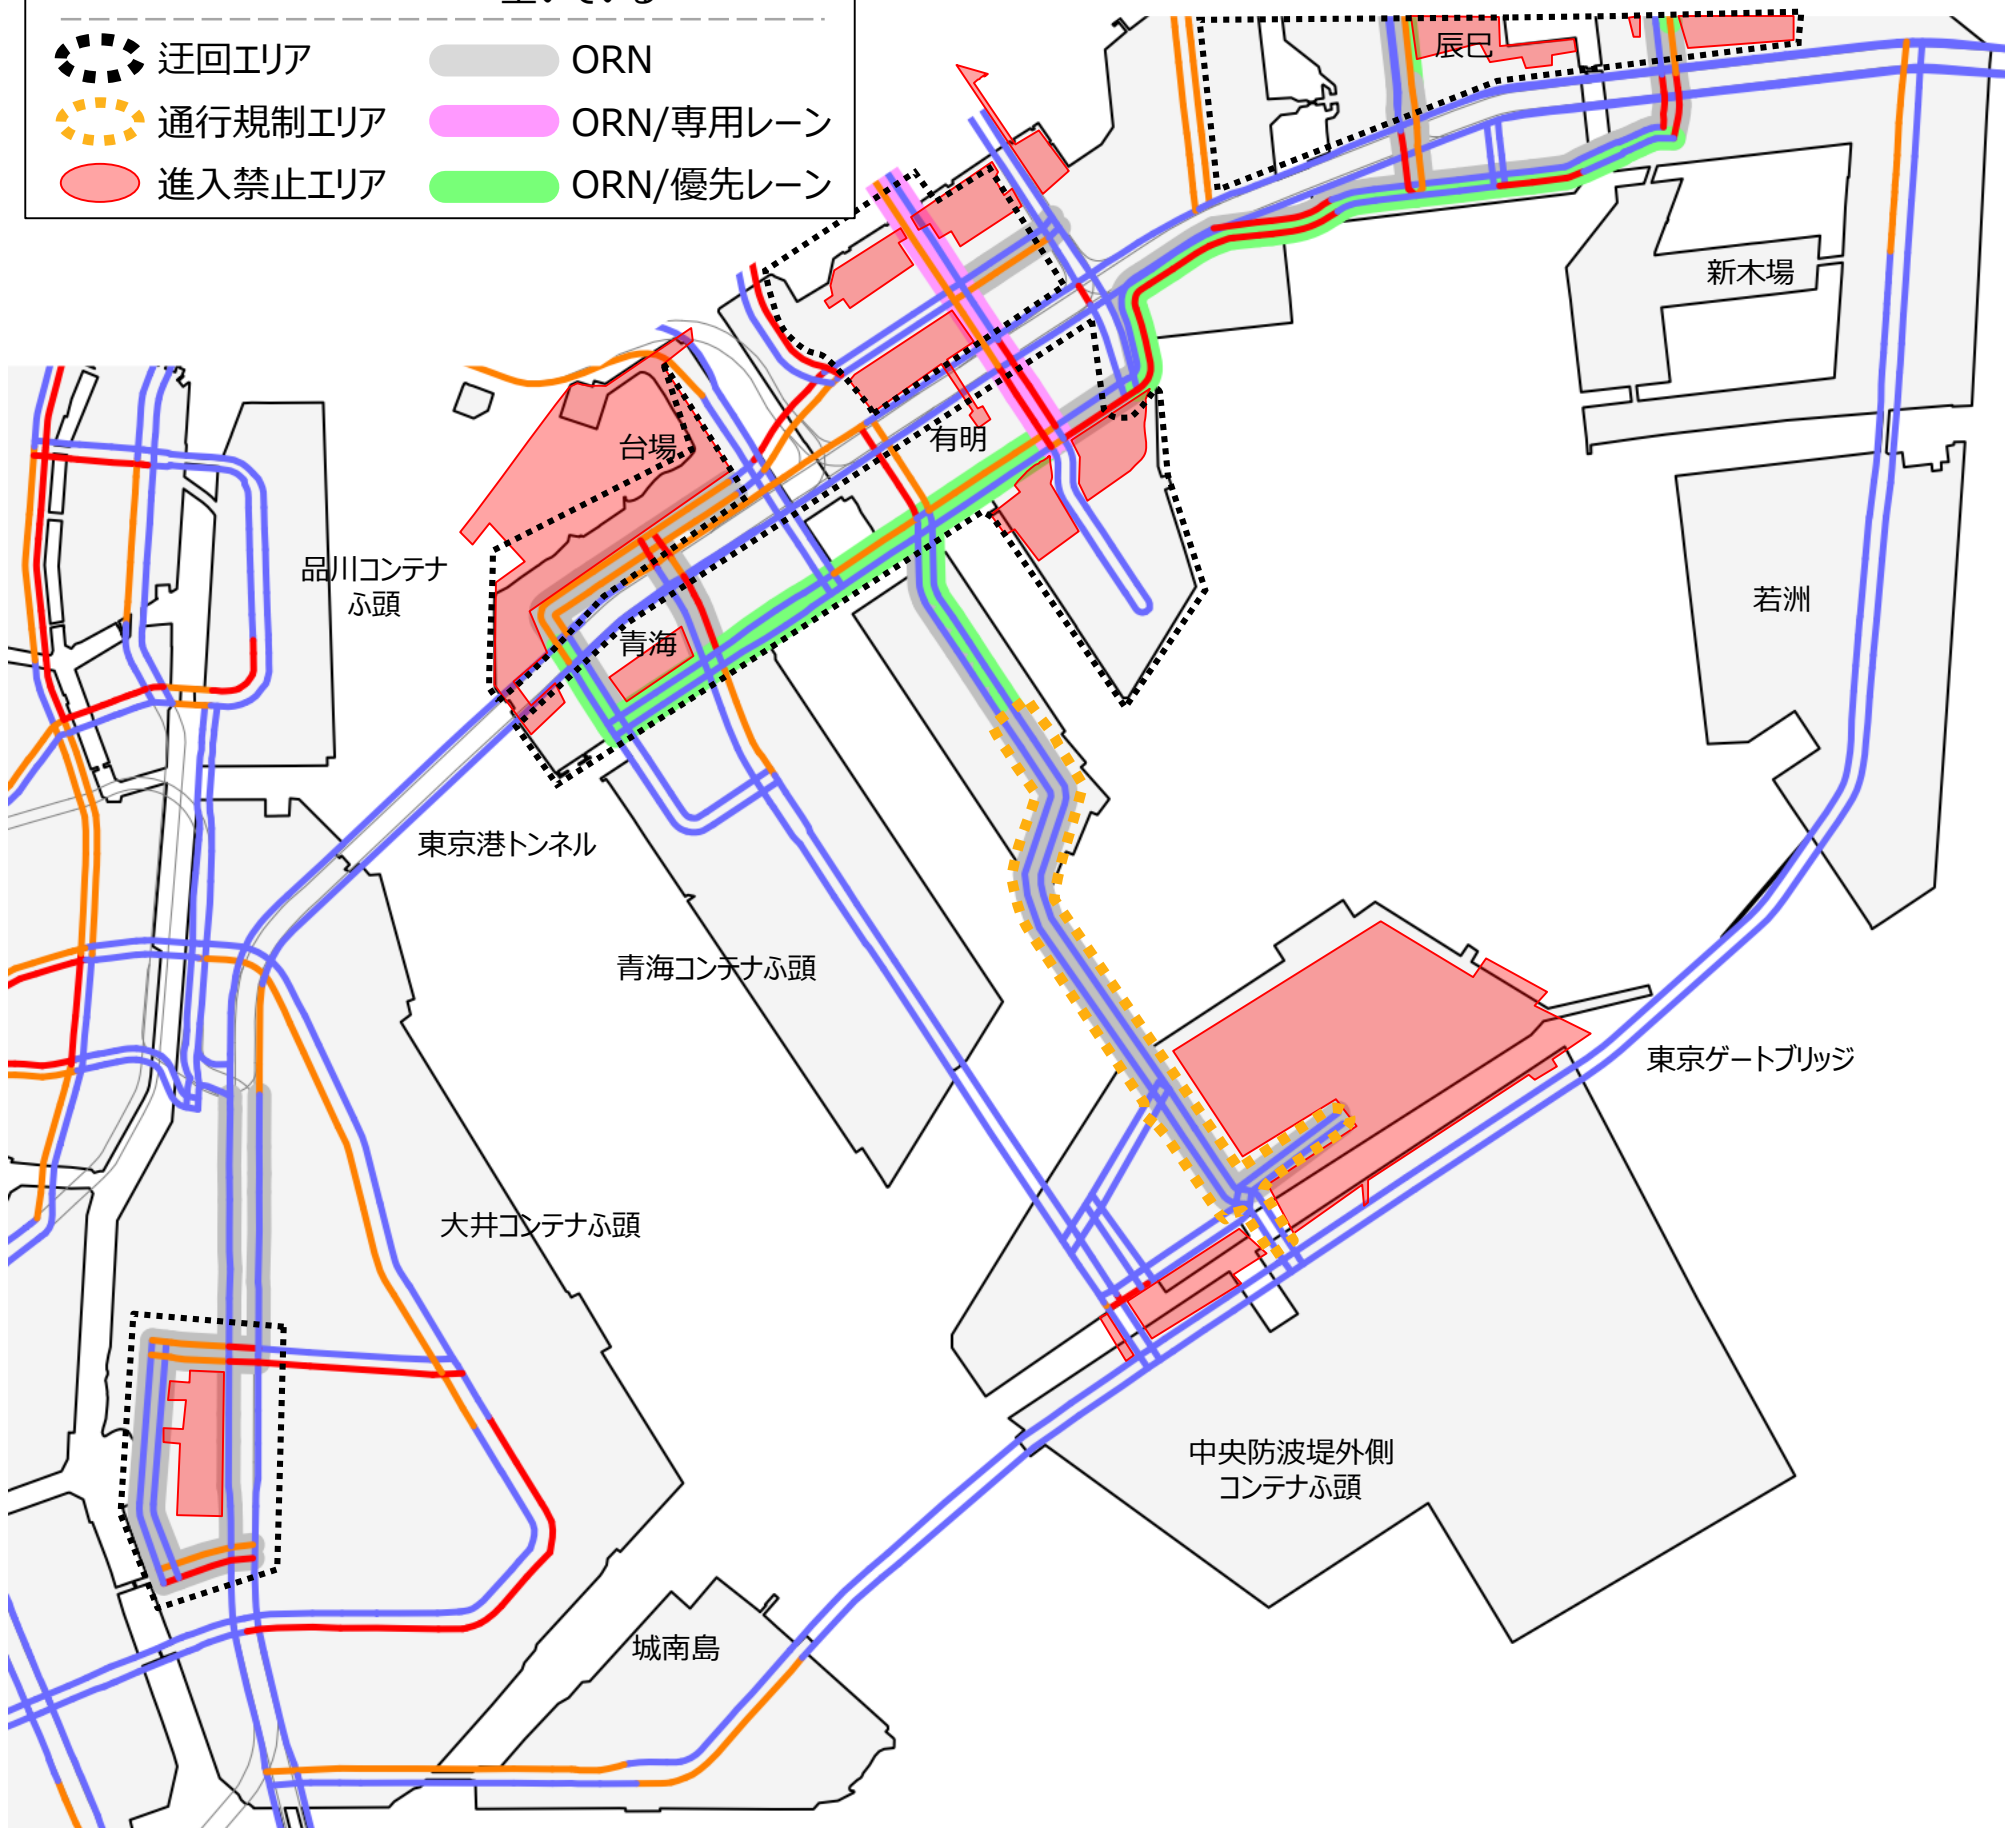 空いている
迂回エリア
ORN
通行規制エリア
ORN/専用レーン
進入禁止エリア
ORN/優先レーン
辰巳
新木場
有明
台場
品川コンテナ
ふ頭
若洲
青海
東京港トンネル
青海コンテナふ頭
東京ゲートブリッジ
大井コンテナふ頭
中央防波堤外側
コンテナふ頭
城南島